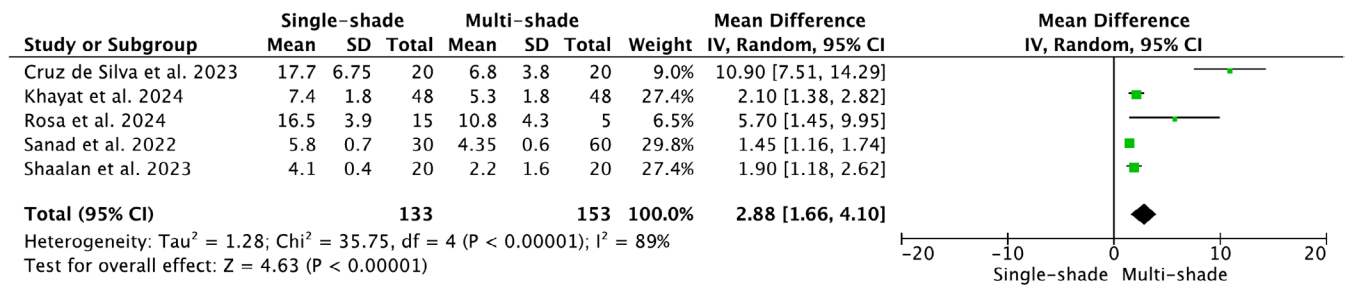 Single-shade Multi-shade Mean Difference Mean Difference
Study or Subgroup Mean SD Total Mean SD Total Weight IV, Random, 95% CI IV, Random, 95% CI
Cruz de Silva et al. 2023 17.7 6.75 20 6.8 3.8 20 9.0% 10.90 [7.51, 14.29]
Khayat et al. 2024 7.4 1.8 48 5.3 1.8 48 27.4% 2.10 [1.38, 2.82]
Rosa et al. 2024 16.5 3.9 15 10.8 4.3 5 6.5% 5.70 [1.45, 9.95]
Sanad et al. 2022 5.8 0.7 30 4.35 0.6 60 29.8% 1.45 [1.16, 1.74]
Shaalan et al. 2023 4.1 0.4 20 2.2 1.6 20 27.4% 1.90 [1.18, 2.62]
Total (95% CI) 133 153 100.0% 2.88 [1.66, 4.10]
Heterogeneity: Tau² = 1.28; Chi² = 35.75, df = 4 (P < 0.00001); I² = 89%
Test for overall effect: Z = 4.63 (P < 0.00001)
-20 -10 0 10 20
Single-shade Multi-shade